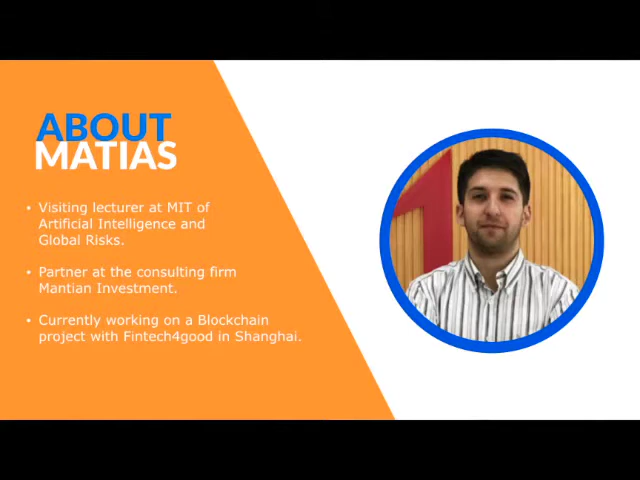 ABOUT
MATIAS
• Visiting lecturer at MIT of
Artificial Intelligence and
Global Risks.
• Partner at the consulting firm
Mantian Investment.
• Currently working on a Blockchain
project with Fintech4good in Shanghai.